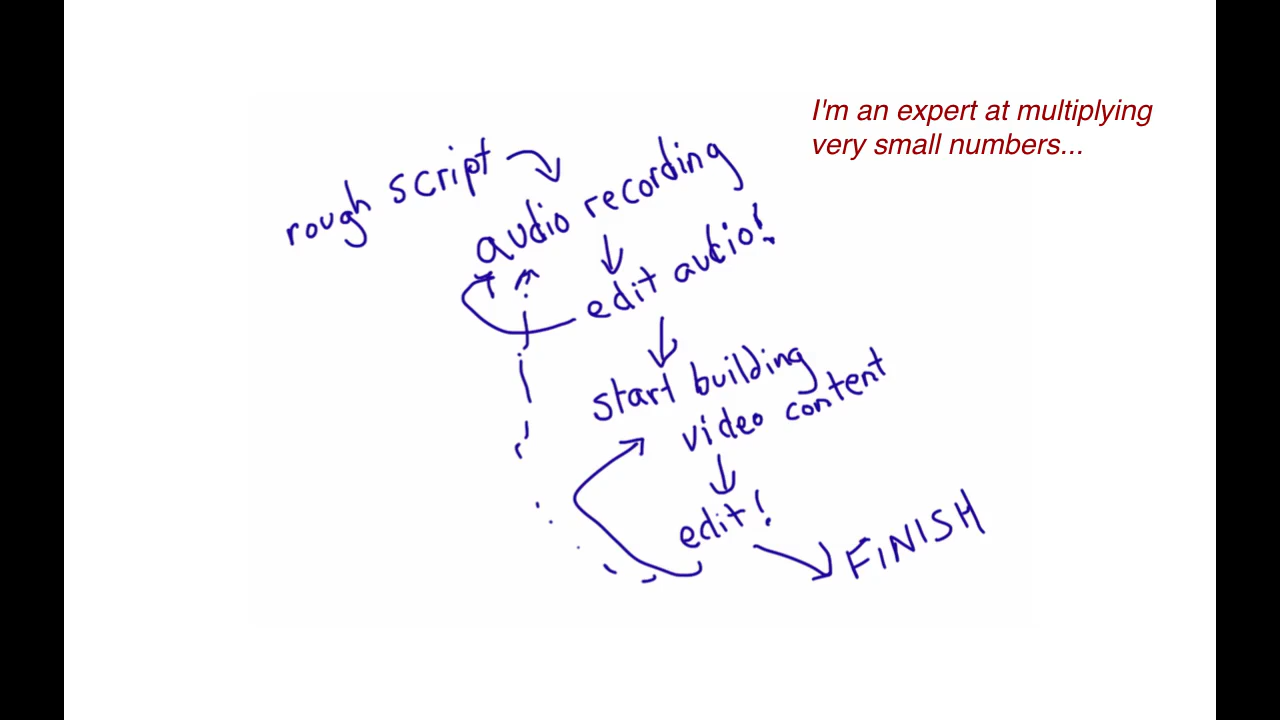 I'm an expert at multiplying
very small numbers...
rough script
audio recording
edit audio!
start building
video content
edit!
FINISH